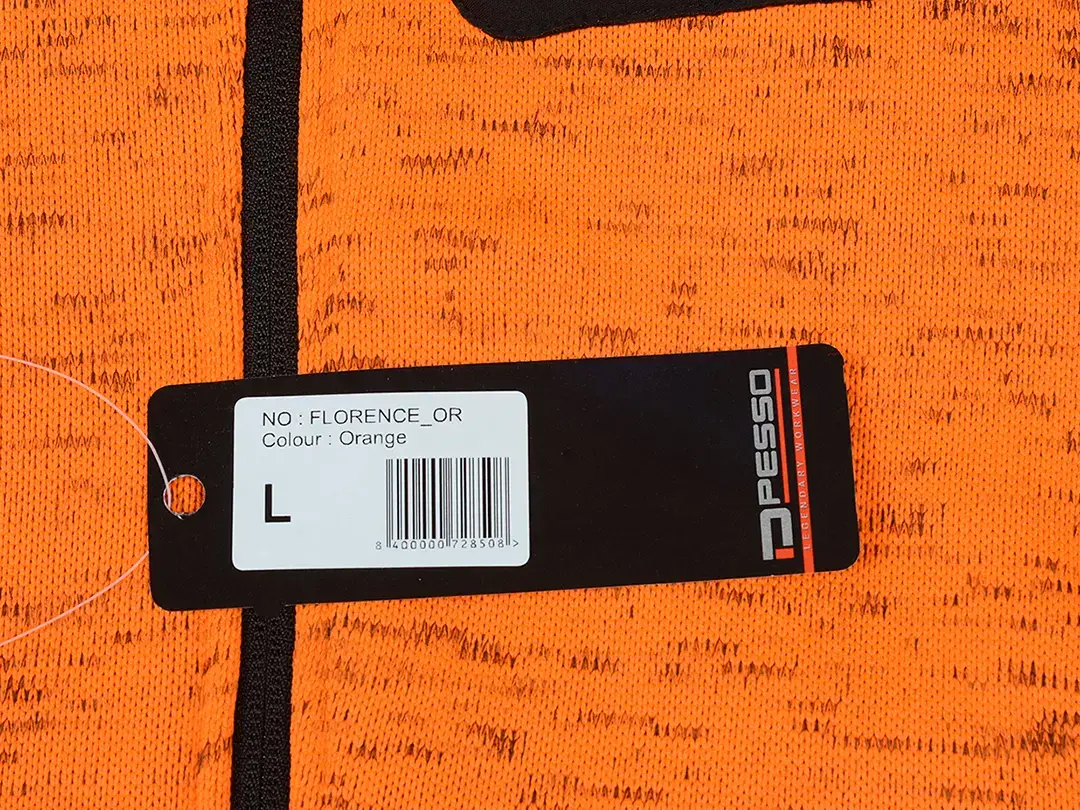 NO : FLORENCE_OR
Colour : Orange
L
8 400000 728508 >
PESSO
LEGENDARY WORKWEAR